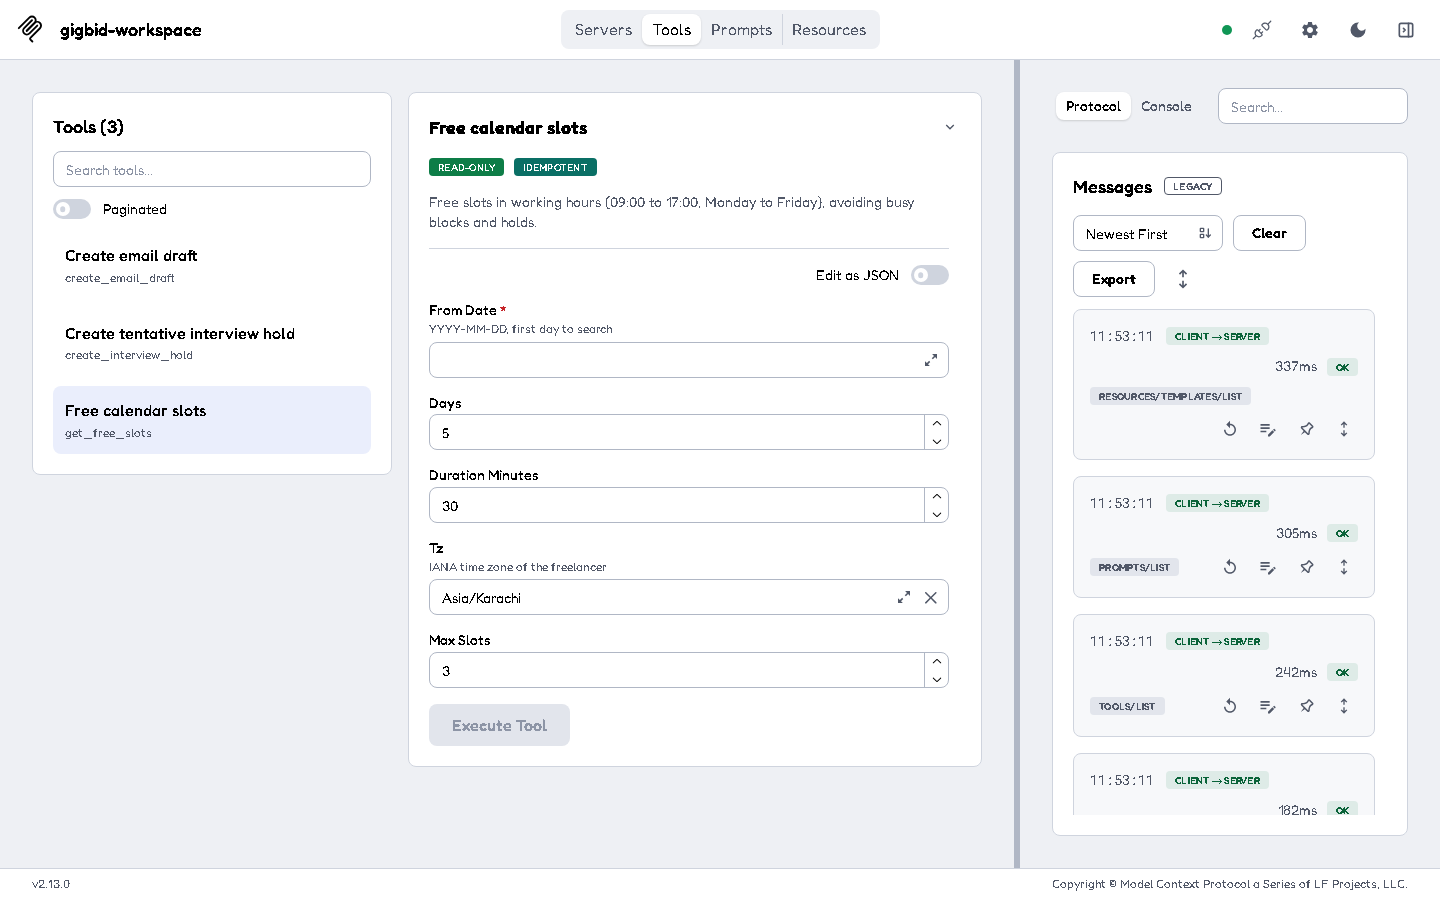 gigbid-workspace
Servers
Tools
Prompts
Resources
Tools (3)
Search tools...
Paginated
Create email draft
create_email_draft
Create tentative interview hold
create_interview_hold
Free calendar slots
get_free_slots
Free calendar slots
READ-ONLY
IDEMPOTENT
Free slots in working hours (09:00 to 17:00, Monday to Friday), avoiding busy
blocks and holds.
Edit as JSON
From Date *
YYYY-MM-DD, first day to search
Days
5
Duration Minutes
30
Tz
IANA time zone of the freelancer
Asia/Karachi
Max Slots
3
Execute Tool
Protocol
Console
Search...
Messages
LEGACY
Newest First
Clear
Export
11:53:11 CLIENT→SERVER
337ms OK
RESOURCES/TEMPLATES/LIST
11:53:11 CLIENT→SERVER
305ms OK
PROMPTS/LIST
11:53:11 CLIENT→SERVER
242ms OK
TOOLS/LIST
11:53:11 CLIENT→SERVER
182ms OK
v2.13.0
Copyright © Model Context Protocol a Series of LF Projects, LLC.